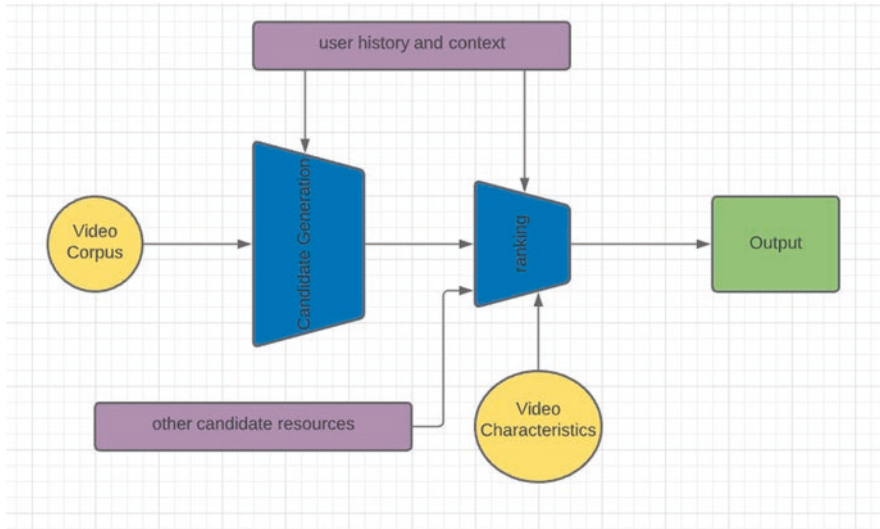 user history and context
Candidate Generation
ranking
Video
Corpus
Output
other candidate resources
Video
Characteristics